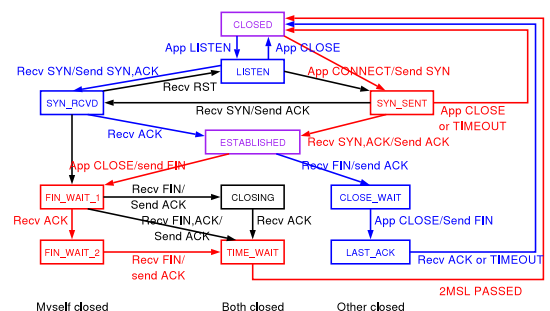 CLOSED
App LISTEN
App CLOSE
Recv SYN/Send SYN,ACK
LISTEN
App CONNECT/Send SYN
Recv RST
SYN_RCVD
SYN_SENT
Recv SYN/Send ACK
App CLOSE
or TIMEOUT
Recv ACK
ESTABLISHED
Recv SYN,ACK/Send ACK
App CLOSE/send FIN
Recv FIN/send ACK
FIN_WAIT_1
Recv FIN/
Send ACK
CLOSING
CLOSE_WAIT
Recv ACK
Recv FIN,ACK/
Send ACK
Recv ACK
App CLOSE/Send FIN
FIN_WAIT_2
Recv FIN/
send ACK
TIME_WAIT
LAST_ACK
Recv ACK or TIMEOUT
2MSL PASSED
Myself closed
Both closed
Other closed